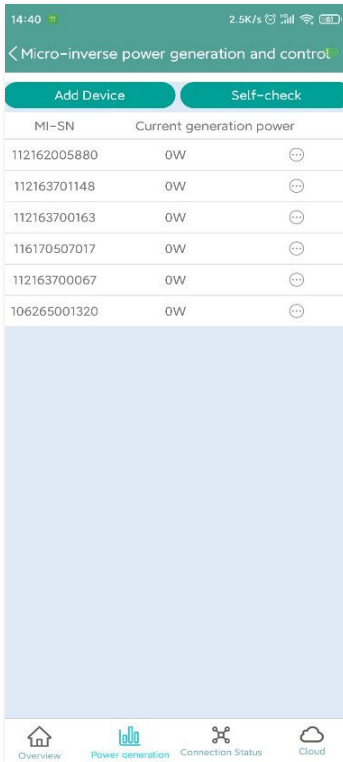 14:40
2.5K/s 61
Micro-inverse power generation and control
Add Device Self-check
MI-SN Current generation power
112162005880 0W
112163701148 0W
112163700163 0W
116170507017 0W
112163700067 0W
106265001320 0W
Overview Power generation Connection Status Cloud